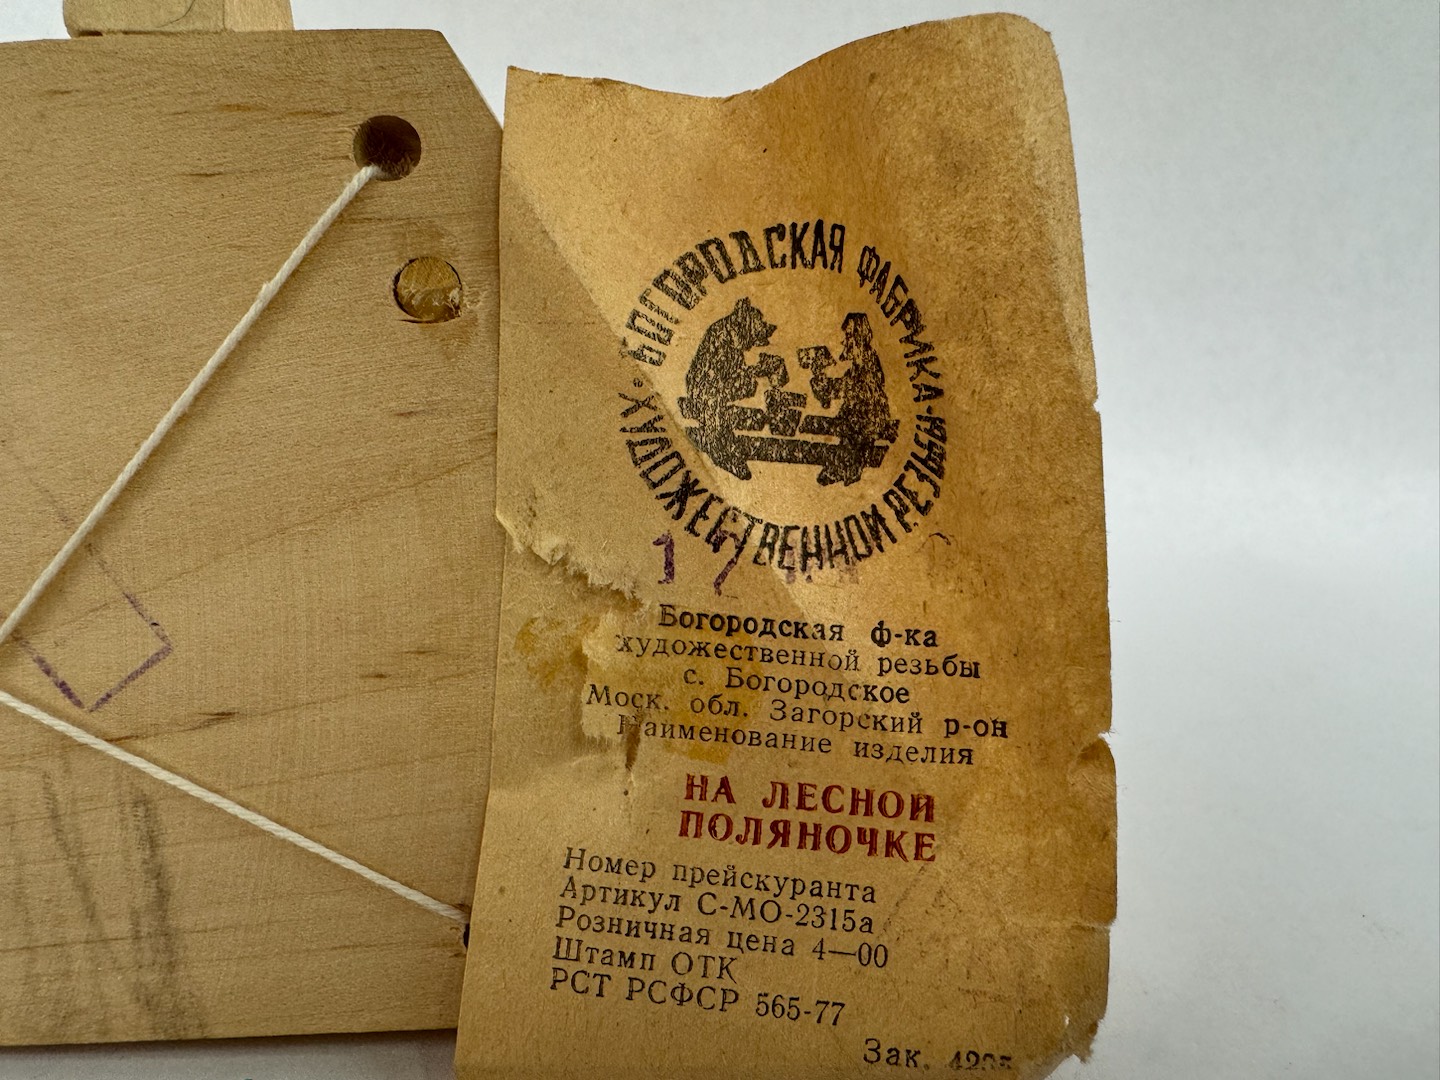 БОГОРОДСКАЯ ФАБРИКА
ХУДОЖЕСТВЕННОЙ РЕЗЬБЫ
Богородская ф-ка
художественной резьбы
с. Богородское
Моск. обл. Загорский р-он
Наименование изделия
НА ЛЕСНОЙ
ПОЛЯНОЧКЕ
Номер прейскуранта
Артикул С-МО-2315а
Розничная цена 4—00
Штамп ОТК
РСТ РСФСР 565-77
Зак.